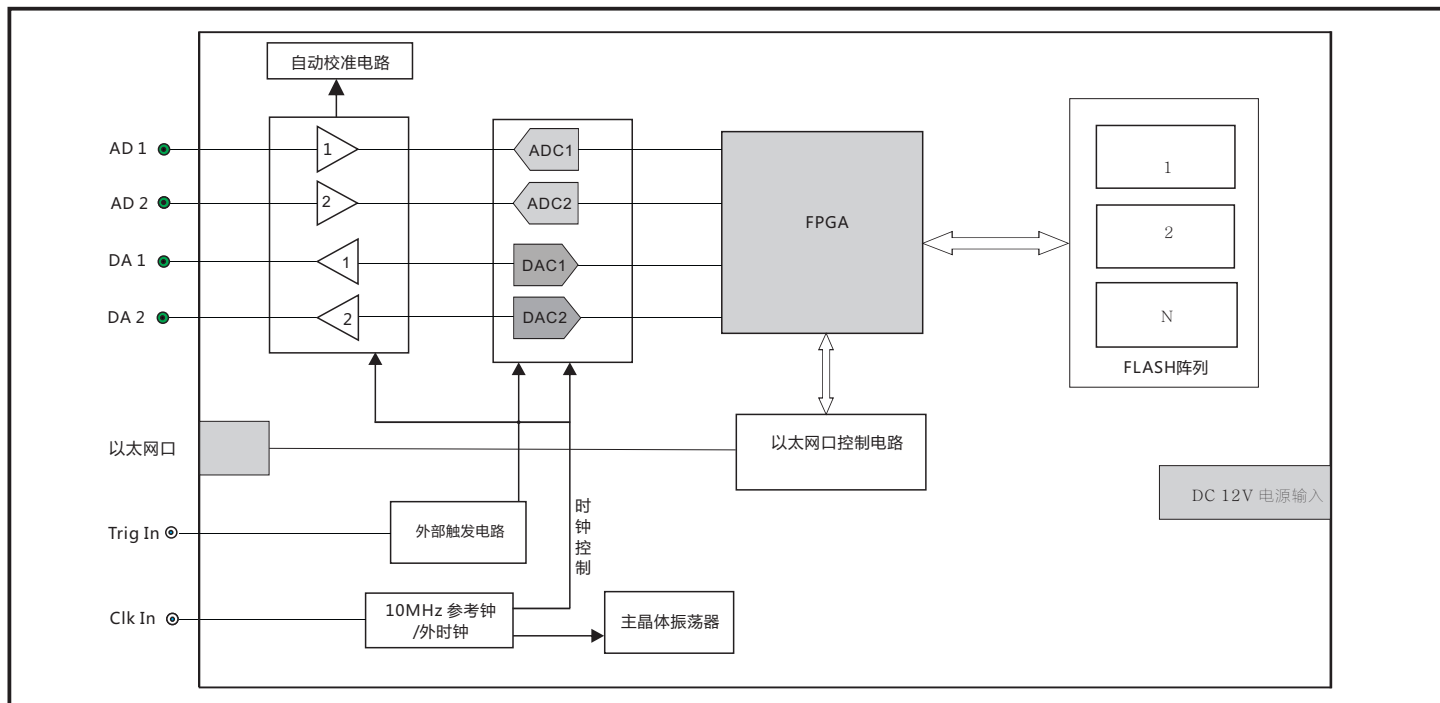 自动校准电路
AD 1
1
ADC1
1
AD 2
2
ADC2
FPGA
2
DA 1
1
DAC1
DA 2
2
DAC2
N
FLASH阵列
以太网口
以太网口控制电路
DC 12V 电源输入
Trig In
外部触发电路
时
钟
控
制
Clk In
10MHz 参考钟
/外时钟
主晶体振荡器